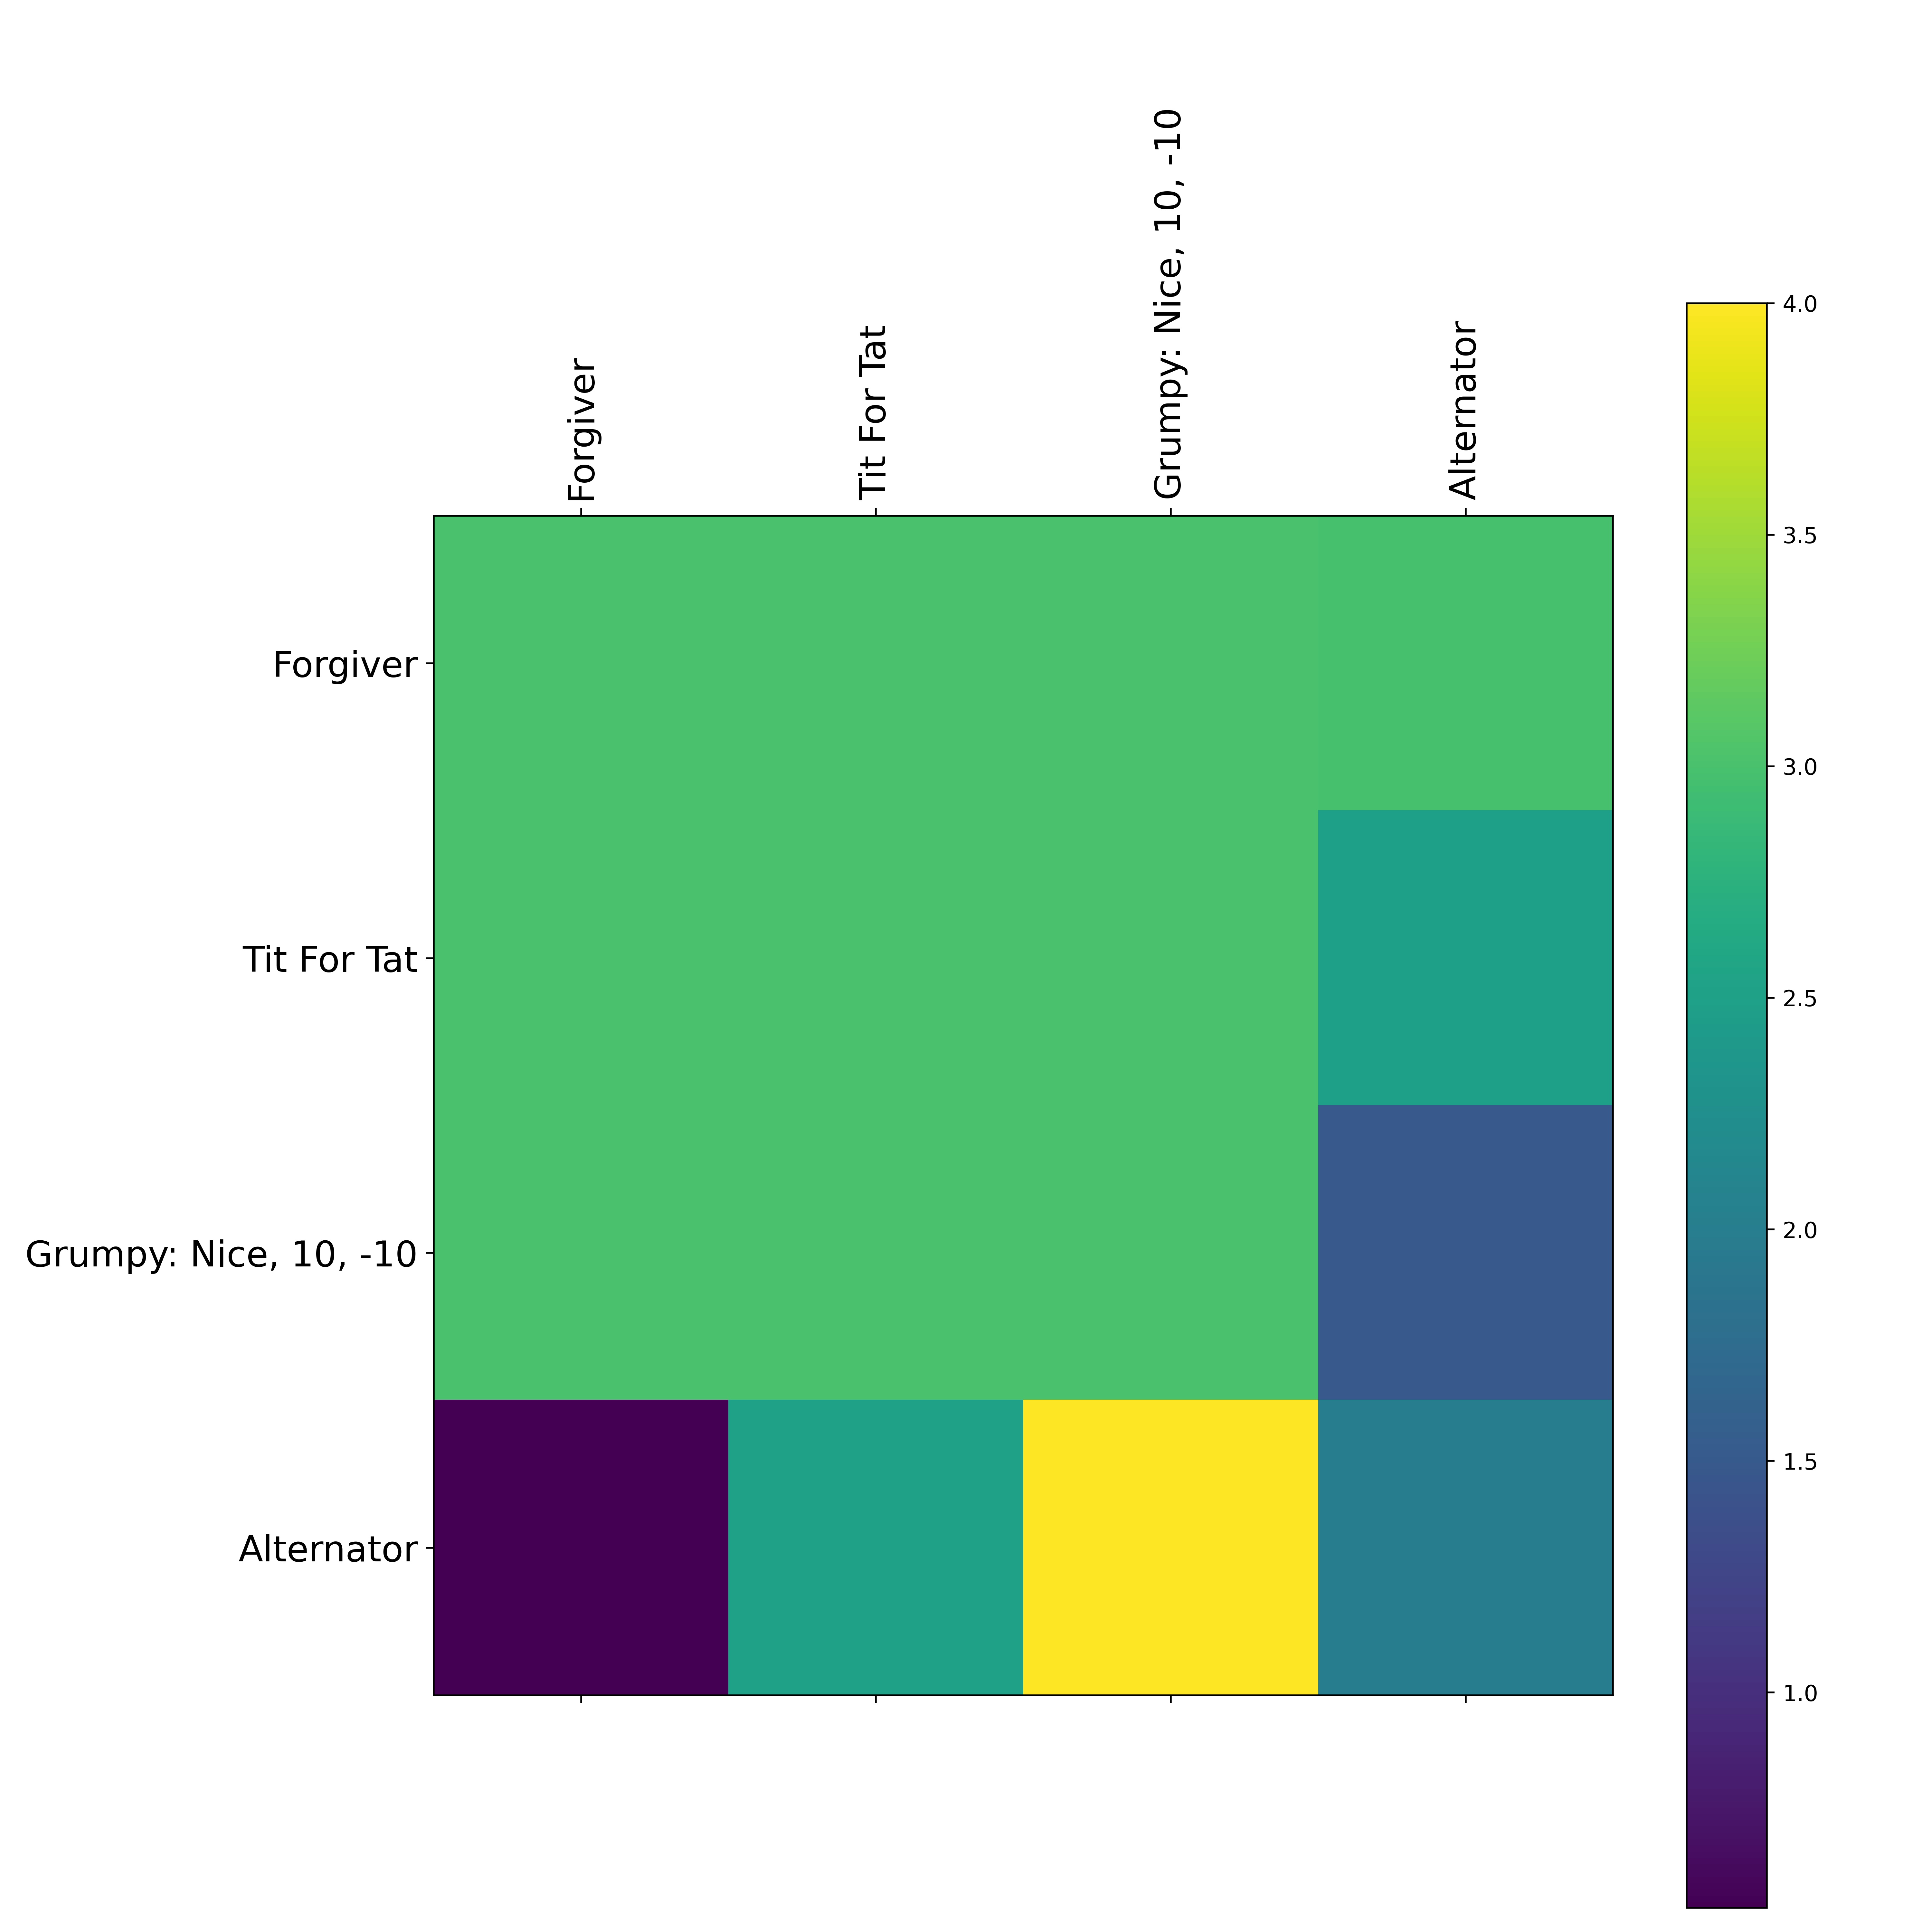 Forgiver
Tit For Tat
Grumpy: Nice, 10, -10
Alternator
Forgiver
Tit For Tat
Grumpy: Nice, 10, -10
Alternator
4.0
3.5
3.0
2.5
2.0
1.5
1.0